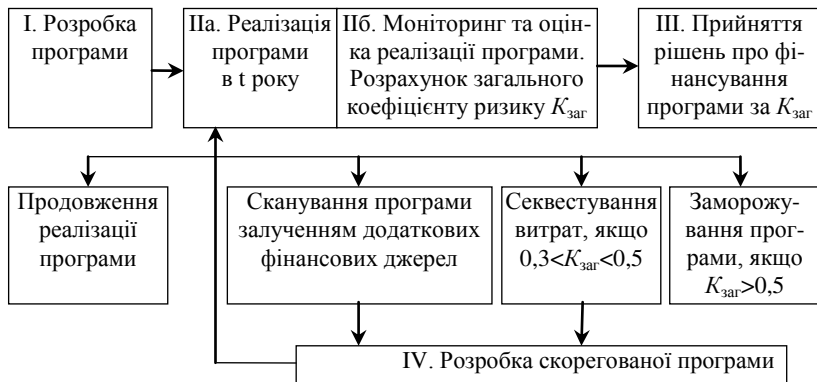 I. Розробка
програми
IIа. Реалізація
програми
в t року
IIб. Моніторинг та оцін-
ка реалізації програми.
Розрахунок загального
коефіцієнту ризику Kзаг
III. Прийняття
рішень про фі-
нансування
програми за Kзаг
Продовження
реалізації
програми
Сканування програми
залученням додаткових
фінансових джерел
Секвестування
витрат, якщо
0,3<Kзаг<0,5
Заморожу-
вання прог-
рами, якщо
Kзаг>0,5
IV. Розробка скорегованої програми